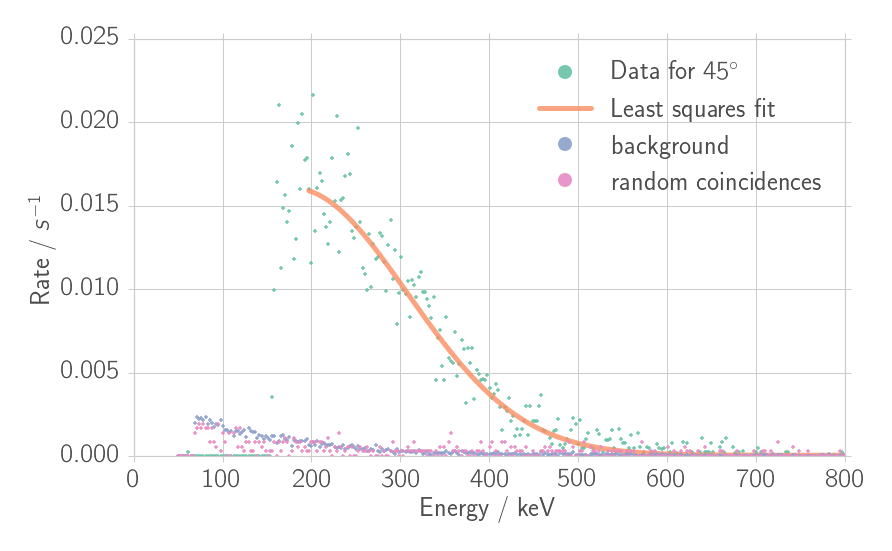 0.025
0.020
0.015
0.010
0.005
0.000
Rate / s⁻¹
Data for 45°
Least squares fit
background
random coincidences
0 100 200 300 400 500 600 700 800
Energy / keV